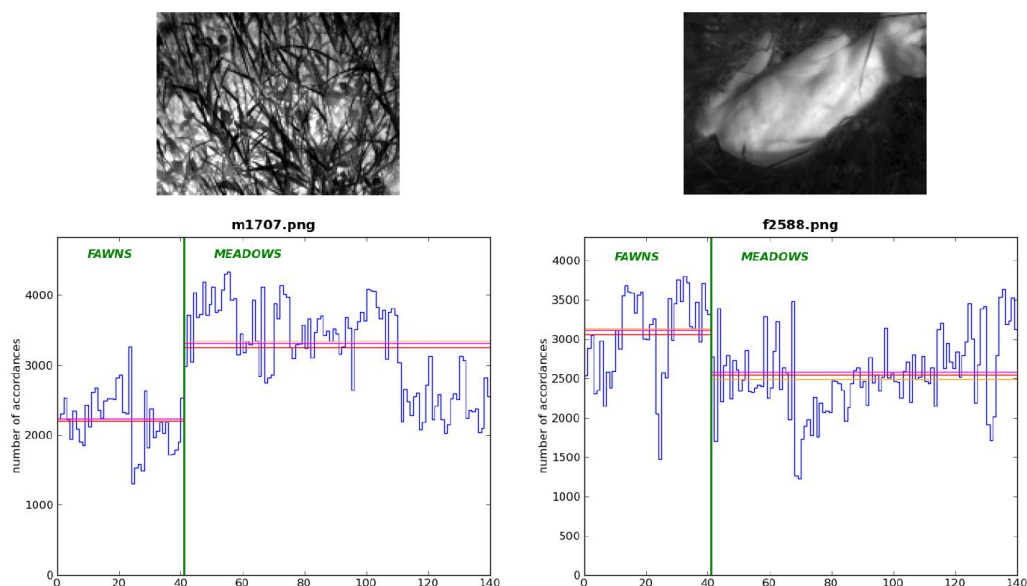 m1707.png
FAWNS
MEADOWS
number of accordances
4000
3000
2000
1000
0
0 20 40 60 80 100 120 140
f2588.png
FAWNS
MEADOWS
number of accordances
4000
3500
3000
2500
2000
1500
1000
500
0
0 20 40 60 80 100 120 140